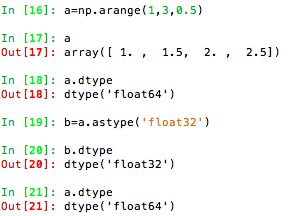 In [16]: a=np.arange(1,3,0.5)
In [17]: a
Out[17]: array([ 1. ,  1.5,  2. ,  2.5])
In [18]: a.dtype
Out[18]: dtype('float64')
In [19]: b=a.astype('float32')
In [20]: b.dtype
Out[20]: dtype('float32')
In [21]: a.dtype
Out[21]: dtype('float64')